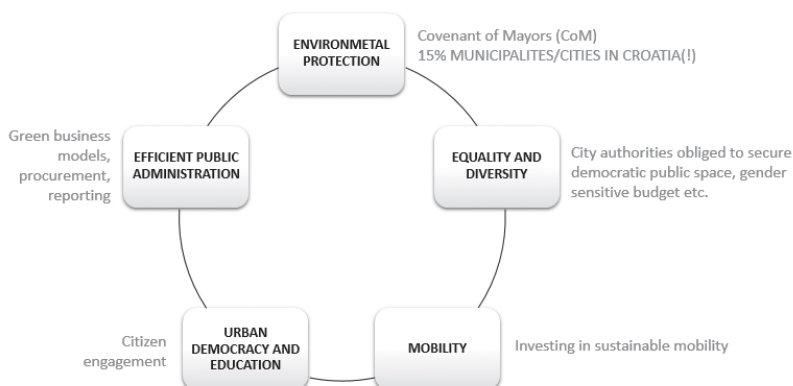 ENVIRONMETAL
PROTECTION
Covenant of Mayors (CoM)
15% MUNICIPALITES/CITIES IN CROATIA(!)
Green business
models,
procurement,
reporting
EFFICIENT PUBLIC
ADMINISTRATION
EQUALITY AND
DIVERSITY
City authorities obliged to secure
democratic public space, gender
sensitive budget etc.
Citizen
engagement
URBAN
DEMOCRACY AND
EDUCATION
MOBILITY
Investing in sustainable mobility